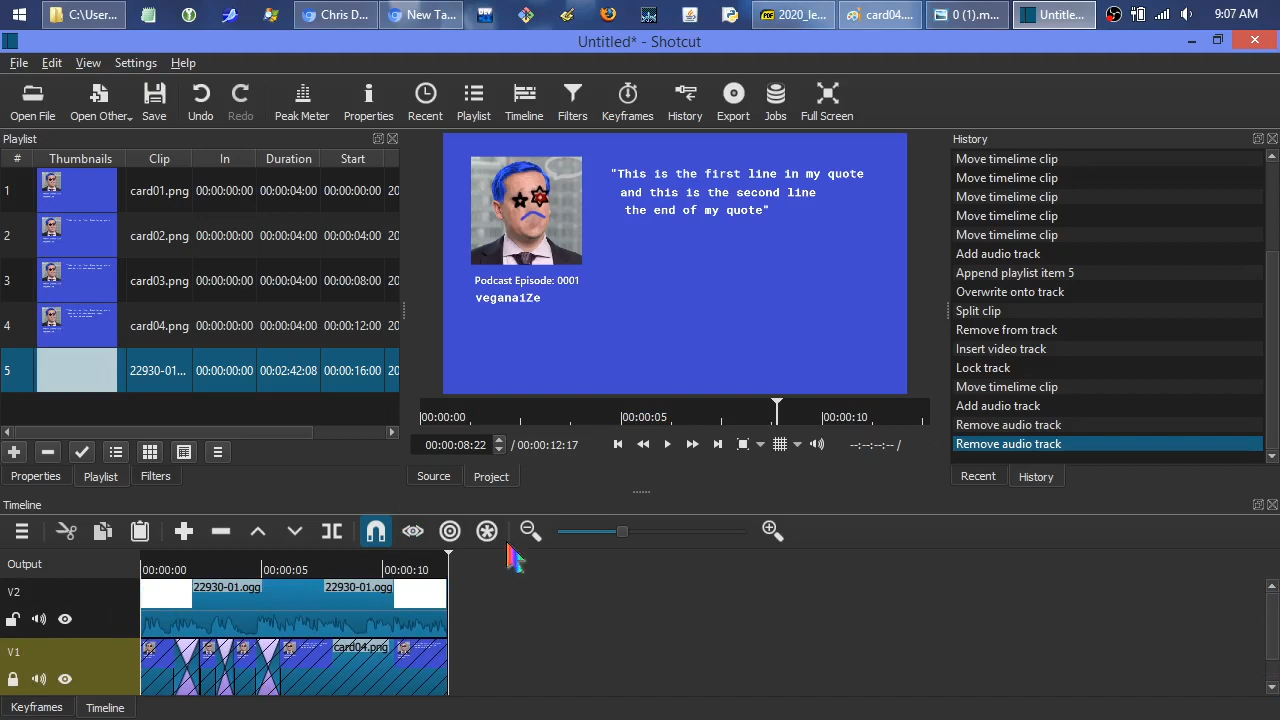 C:\User...
Chris D...
New Ta...
2020_le...
card04....
0 (1).m...
Untitle...
9:07 AM
Untitled* - Shotcut
File Edit View Settings Help
Open File
Open Other
Save
Undo
Redo
Peak Meter
Properties
Recent
Playlist
Timeline
Filters
Keyframes
History
Export
Jobs
Full Screen
Playlist
# Thumbnails Clip In Duration Start
1 card01.png 00:00:00:00 00:00:04:00 00:00:00:00 20
2 card02.png 00:00:00:00 00:00:04:00 00:00:04:00 20
3 card03.png 00:00:00:00 00:00:04:00 00:00:08:00 20
4 card04.png 00:00:00:00 00:00:04:00 00:00:12:00 20
5 22930-01... 00:00:00:00 00:02:42:08 00:00:16:00 20
Properties Playlist Filters
"This is the first line in my quote
and this is the second line
the end of my quote"
Podcast Episode: 0001
veganaiZe
00:00:00 00:00:05 00:00:10
00:00:08:22 / 00:00:12:17 --:--:--:-- /
Source Project
History
Move timelime clip
Move timelime clip
Move timelime clip
Move timelime clip
Move timelime clip
Add audio track
Append playlist item 5
Overwrite onto track
Split clip
Remove from track
Insert video track
Lock track
Move timelime clip
Add audio track
Remove audio track
Remove audio track
Recent History
Timeline
Output 00:00:00 00:00:05 00:00:10
V2 22930-01.ogg 22930-01.ogg
V1 card04.png
Keyframes Timeline